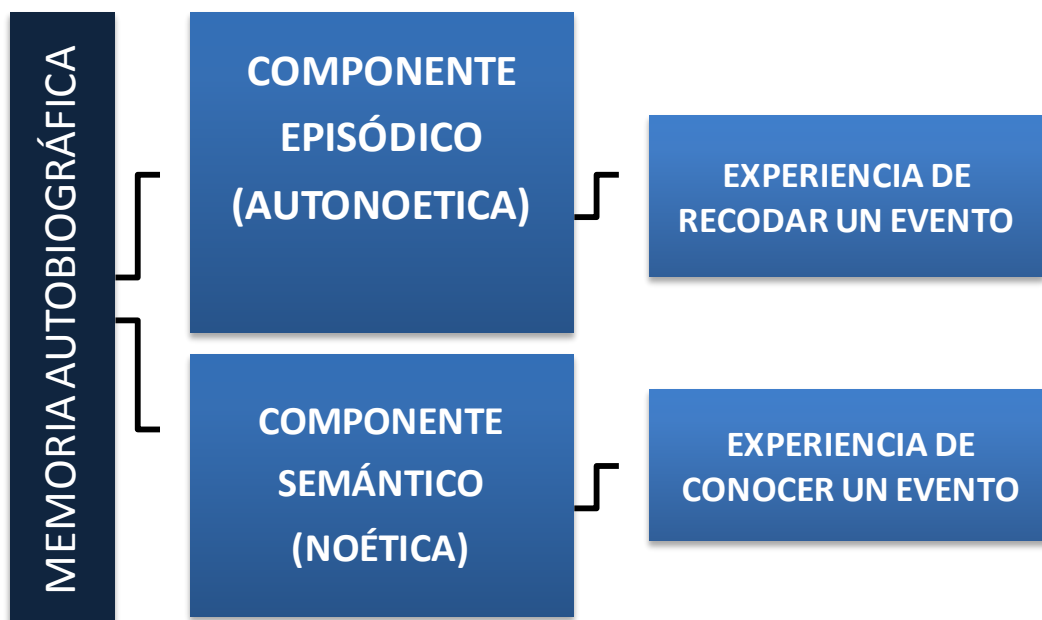 MEMORIA AUTOBIOGRÁFICA
COMPONENTE
EPISÓDICO
(AUTONOETICA)
EXPERIENCIA DE
RECODAR UN EVENTO
COMPONENTE
SEMÁNTICO
(NOÉTICA)
EXPERIENCIA DE
CONOCER UN EVENTO